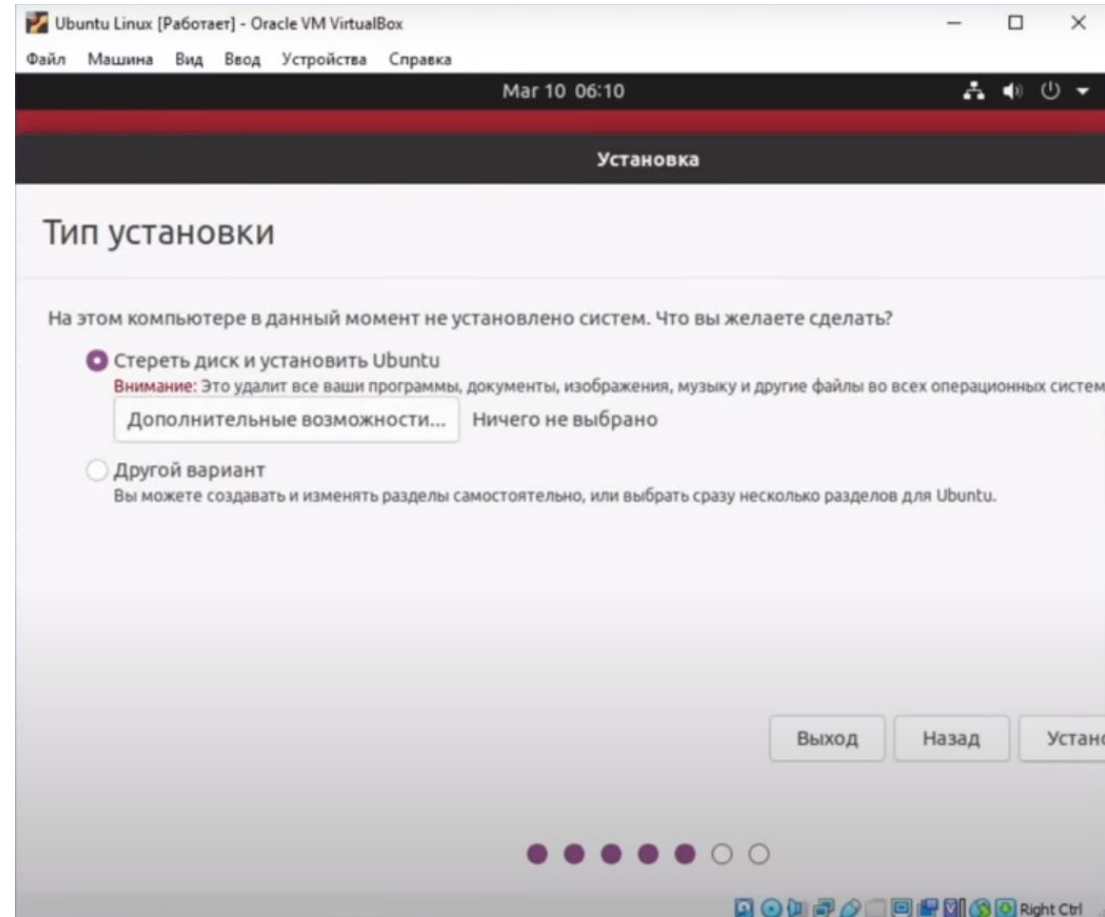 Ubuntu Linux [Работает] - Oracle VM VirtualBox
Файл Машина Вид Ввод Устройства Справка
Mar 10 06:10
Установка
Тип установки
На этом компьютере в данный момент не установлено систем. Что вы желаете сделать?
Стереть диск и установить Ubuntu
Внимание: Это удалит все ваши программы, документы, изображения, музыку и другие файлы во всех операционных систем
Дополнительные возможности... Ничего не выбрано
Другой вариант
Вы можете создавать и изменять разделы самостоятельно, или выбрать сразу несколько разделов для Ubuntu.
Выход Назад Устано
Right Ctrl